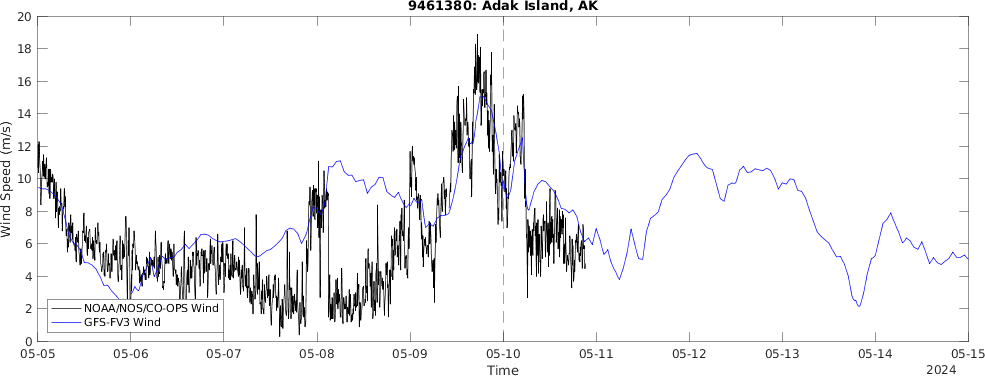 9461380: Adak Island, AK
Wind Speed (m/s)
20
18
16
14
12
10
8
6
4
2
0
NOAA/NOS/CO-OPS Wind
GFS-FV3 Wind
05-05 05-06 05-07 05-08 05-09 05-10 05-11 05-12 05-13 05-14 05-15
Time
2024